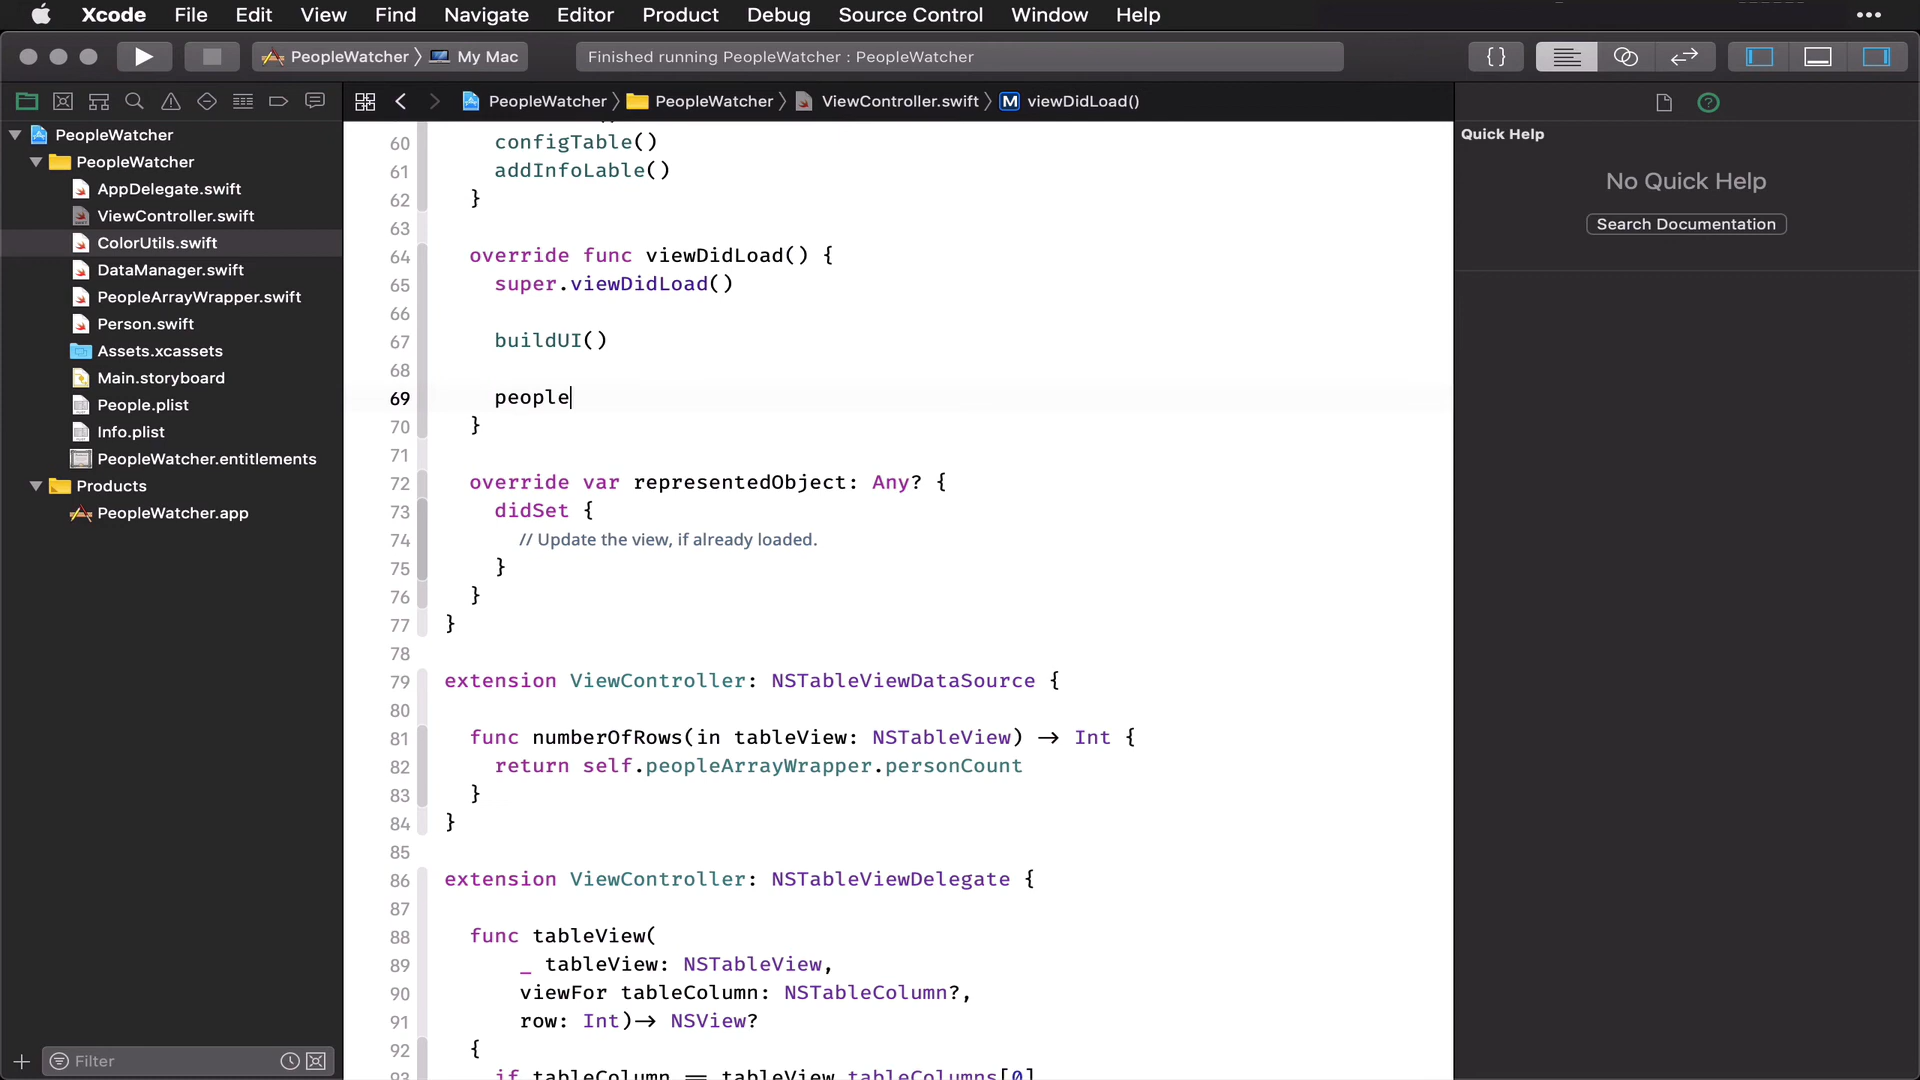 Xcode File Edit View Find Navigate Editor Product Debug Source Control Window Help
PeopleWatcher My Mac
Finished running PeopleWatcher : PeopleWatcher
{ }
PeopleWatcher PeopleWatcher ViewController.swift M viewDidLoad()
PeopleWatcher
PeopleWatcher
AppDelegate.swift
ViewController.swift
ColorUtils.swift
DataManager.swift
PeopleArrayWrapper.swift
Person.swift
Assets.xcassets
Main.storyboard
People.plist
Info.plist
PeopleWatcher.entitlements
Products
PeopleWatcher.app
Filter
60 configTable()
61 addInfoLable()
62 }
63
64 override func viewDidLoad() {
65 super.viewDidLoad()
66
67 buildUI()
68
69 people
70 }
71
72 override var representedObject: Any? {
73 didSet {
74 // Update the view, if already loaded.
75 }
76 }
77 }
78
79 extension ViewController: NSTableViewDataSource {
80
81 func numberOfRows(in tableView: NSTableView) → Int {
82 return self.peopleArrayWrapper.personCount
83 }
84 }
85
86 extension ViewController: NSTableViewDelegate {
87
88 func tableView(
89 _ tableView: NSTableView,
90 viewFor tableColumn: NSTableColumn?,
91 row: Int)→ NSView?
92 {
93 if tableColumn == tableView.tableColumns[0]
Quick Help
No Quick Help
Search Documentation